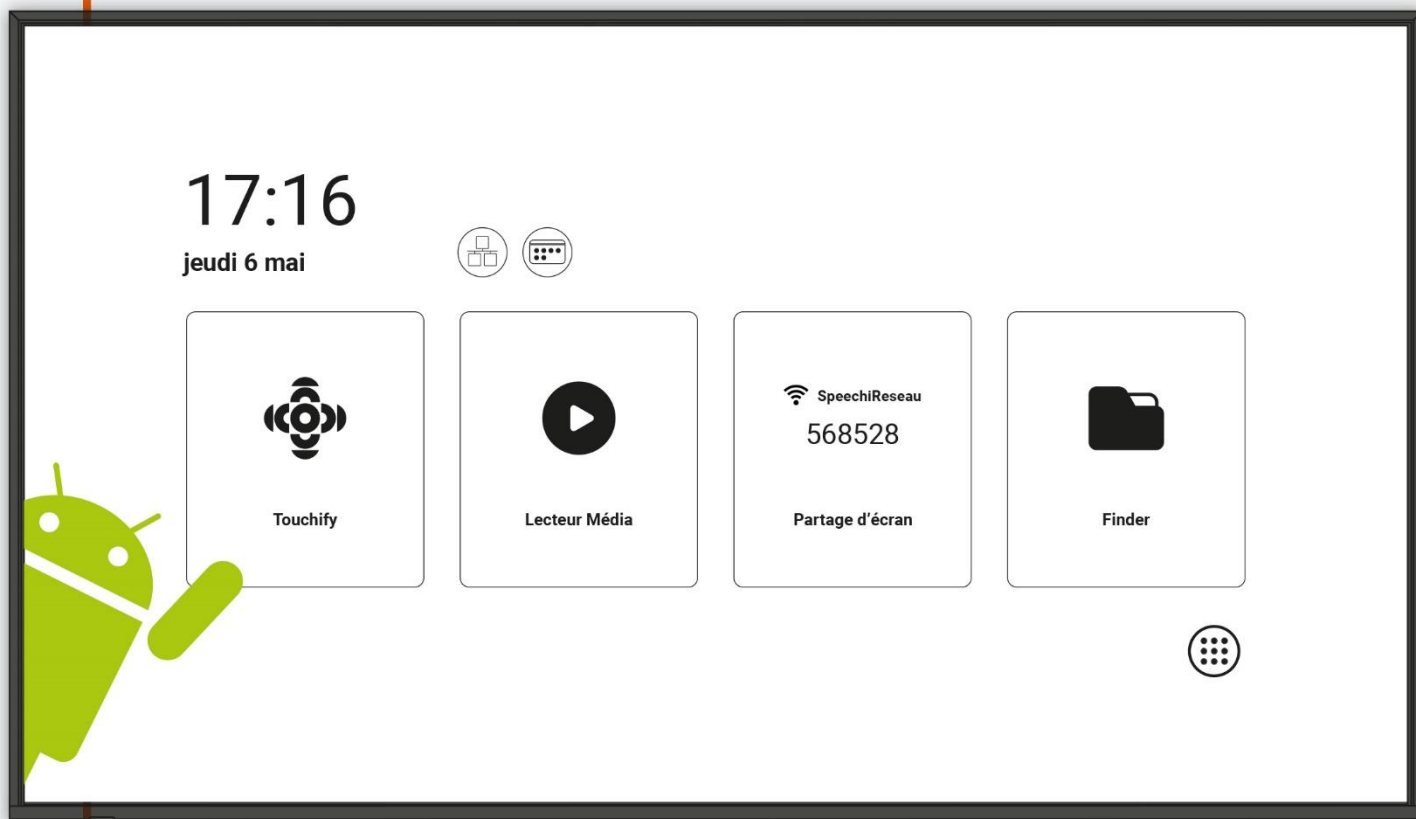 17:16
jeudi 6 mai
SpeechiReseau
568528
Touchify
Lecteur Média
Partage d'écran
Finder